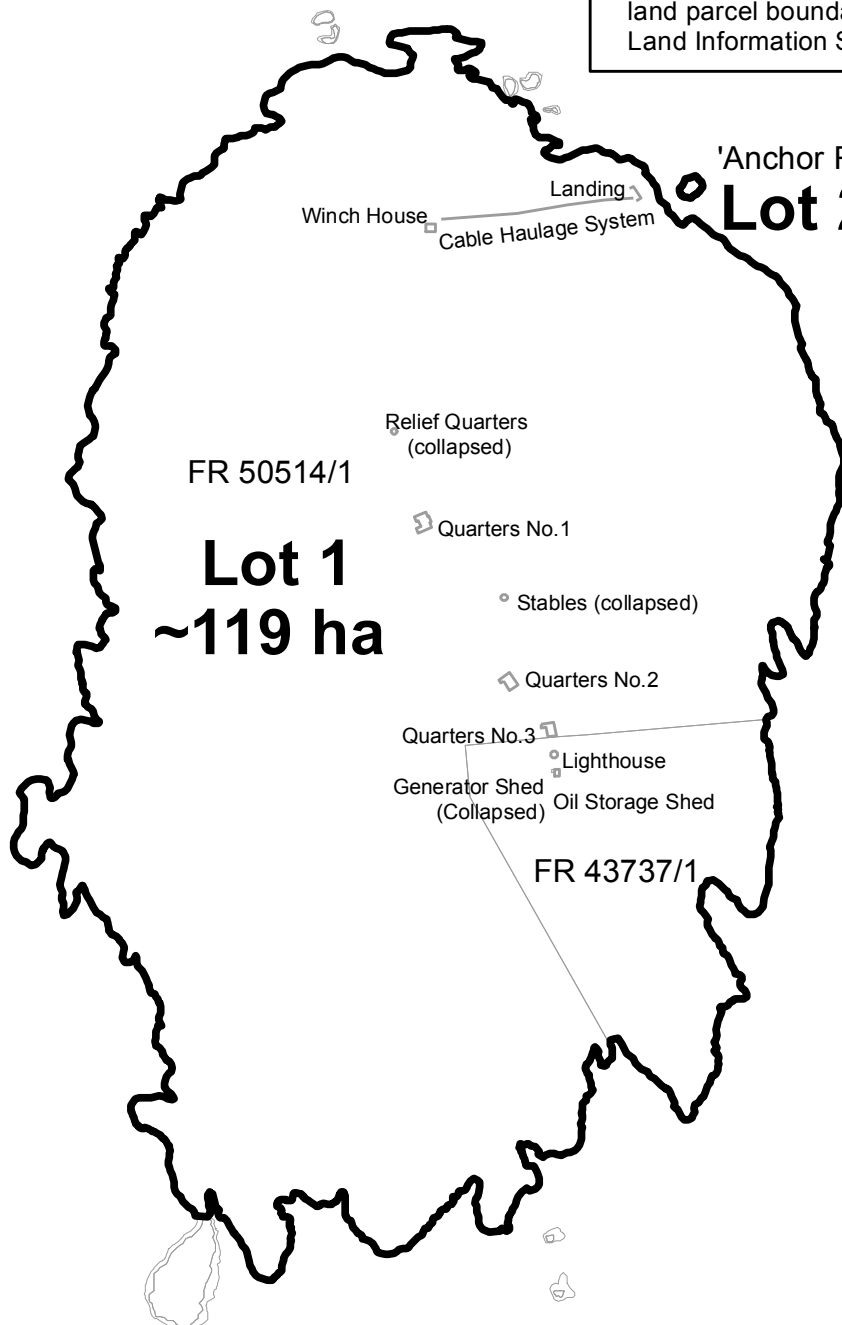 land parcel
Land Information
'Anchor
Lot
Landing
Winch House
Cable Haulage System
Relief Quarters
(collapsed)
FR 50514/1
Quarters No.1
Lot 1
~119 ha
Stables (collapsed)
Quarters No.2
Quarters No.3
Lighthouse
Generator Shed
(Collapsed)
Oil Storage Shed
FR 43737/1